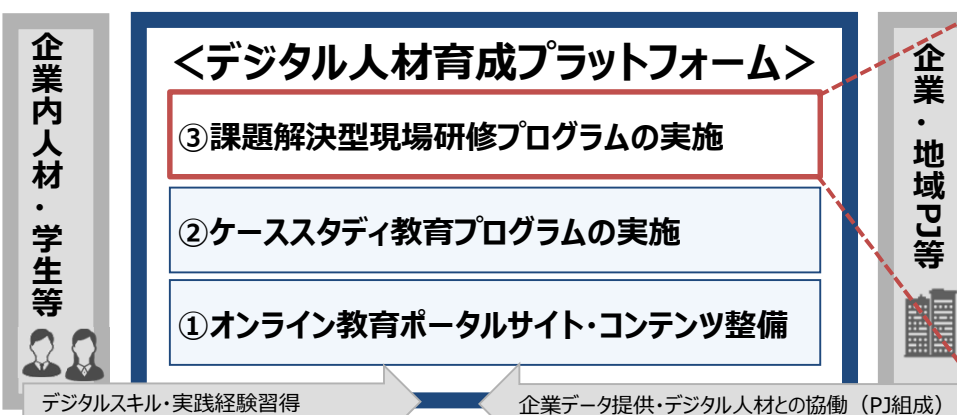 企業内人材・学生等
＜デジタル人材育成プラットフォーム＞
③課題解決型現場研修プログラムの実施
②ケーススタディ教育プログラムの実施
①オンライン教育ポータルサイト・コンテンツ整備
企業・地域PJ等
デジタルスキル・実践経験習得
企業データ提供・デジタル人材との協働（PJ組成）